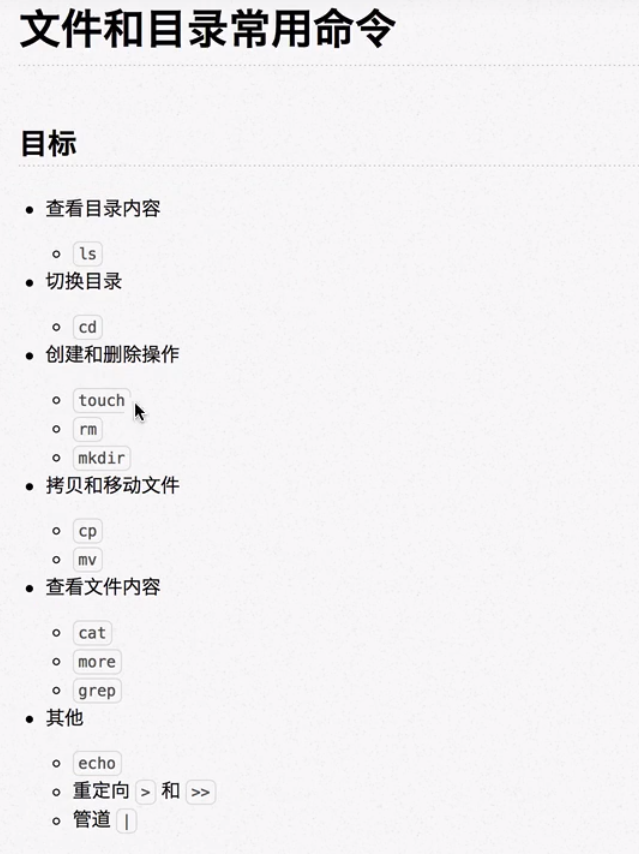 文件和目录常用命令
目标
查看目录内容
ls
切换目录
cd
创建和删除操作
touch
rm
mkdir
拷贝和移动文件
cp
mv
查看文件内容
cat
more
grep
其他
echo
重定向 > 和 >>
管道 |